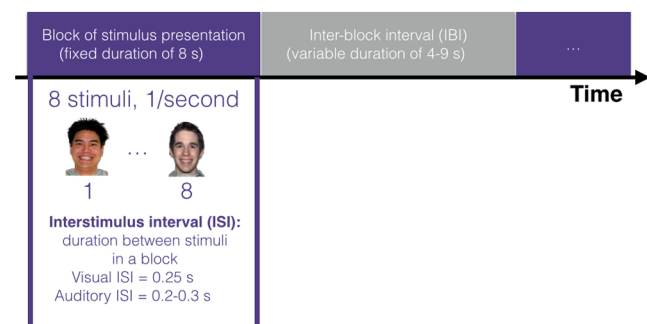 Block of stimulus presentation
(fixed duration of 8 s)
Inter-block interval (IBI)
(variable duration of 4-9 s)
...
Time
8 stimuli, 1/second
...
1 8
Interstimulus interval (ISI):
duration between stimuli
in a block
Visual ISI = 0.25 s
Auditory ISI = 0.2-0.3 s